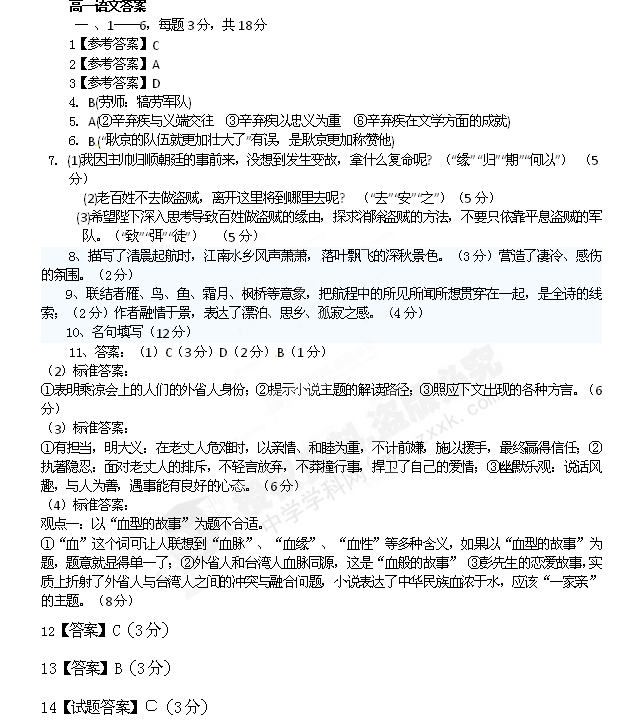 高一语文答案
一 、1——6，每题3分，共18分
1【参考答案】C
2【参考答案】A
3【参考答案】D
4. B(劳师：犒劳军队)
5. A(②辛弃疾与义端交往 ③辛弃疾以忠义为重 ⑥辛弃疾在文学方面的成就)
6. B(“耿京的队伍就更加壮大了”有误，是耿京更加称赞他)
7. (1)我因主帅归顺朝廷的事前来，没想到发生变故，拿什么复命呢？（“缘”“归”“期”“何以”） （5
分）
(2)老百姓不去做盗贼，离开这里将到哪里去呢？ （“去”“安”“之”）（5分）
(3)希望陛下深入思考导致百姓做盗贼的缘由，探求消除盗贼的方法，不要只依靠平息盗贼的军
队。（“致”“弭”“徒”） （5分）
8、描写了清晨起航时，江南水乡风声萧萧，落叶飘飞的深秋景色。（3分）营造了凄冷、感伤
的氛围。（2分）
9、联结者雁、鸟、鱼、霜月、枫桥等意象，把航程中的所见所闻所想贯穿在一起，是全诗的线
索；（2分）作者融情于景，表达了漂泊、思乡、孤寂之感。（4分）
10、名句填写（12分）
11、答案：（1）C（3分）D（2分）B（1分）
（2）标准答案：
①表明乘凉会上的人们的外省人身份；②提示小说主题的解读路径；③照应下文出现的各种方言。（6
分）
（3）标准答案：
①有担当，明大义：在老丈人危难时，以亲情、和睦为重，不计前嫌，施以援手，最终赢得信任；②
执著隐忍：面对老丈人的排斥，不轻言放弃，不莽撞行事，捍卫了自己的爱情；③幽默乐观：说话风
趣，与人为善，遇事能有良好的心态。（6分）
（4）标准答案：
观点一：以“血型的故事”为题不合适。
①“血”这个词可让人联想到“血脉”、“血缘”、“血性”等多种含义，如果以“血型的故事”为
题，题意就显得单一了；②外省人和台湾人血脉同源，这是“血般的故事” ③彭先生的恋爱故事，实
质上折射了外省人与台湾人之间的冲突与融合问题，小说表达了中华民族血浓于水，应该“一家亲”
的主题。（8分）
12【答案】C（3分）
13【答案】B（3分）
14【试题答案】C（3分）